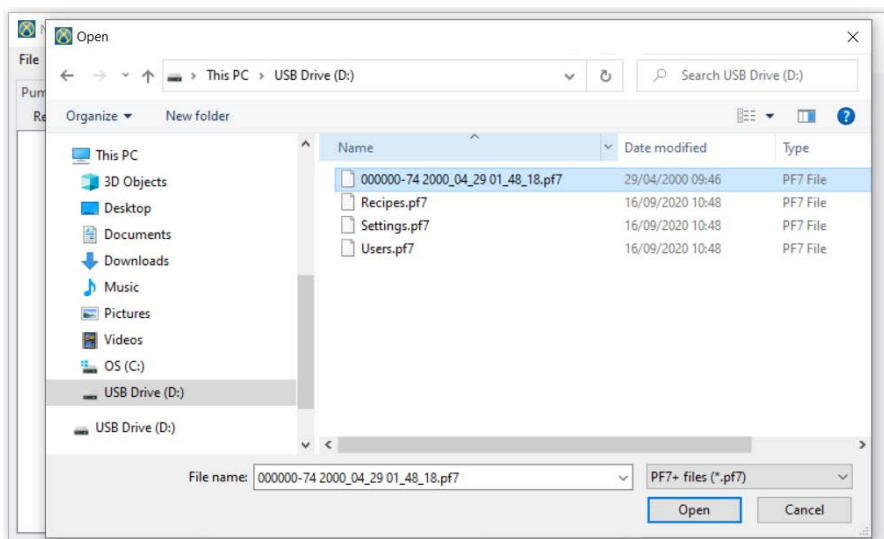 Open
File
This PC > USB Drive (D:)
Search USB Drive (D:)
Organize
New folder
This PC
3D Objects
Desktop
Documents
Downloads
Music
Pictures
Videos
OS (C:)
USB Drive (D:)
USB Drive (D:)
Name Date modified Type
000000-74 2000_04_29 01_48_18.pf7 29/04/2000 09:46 PF7 File
Recipes.pf7 16/09/2020 10:48 PF7 File
Settings.pf7 16/09/2020 10:48 PF7 File
Users.pf7 16/09/2020 10:48 PF7 File
File name: 000000-74 2000_04_29 01_48_18.pf7 PF7+ files (*.pf7)
Open Cancel